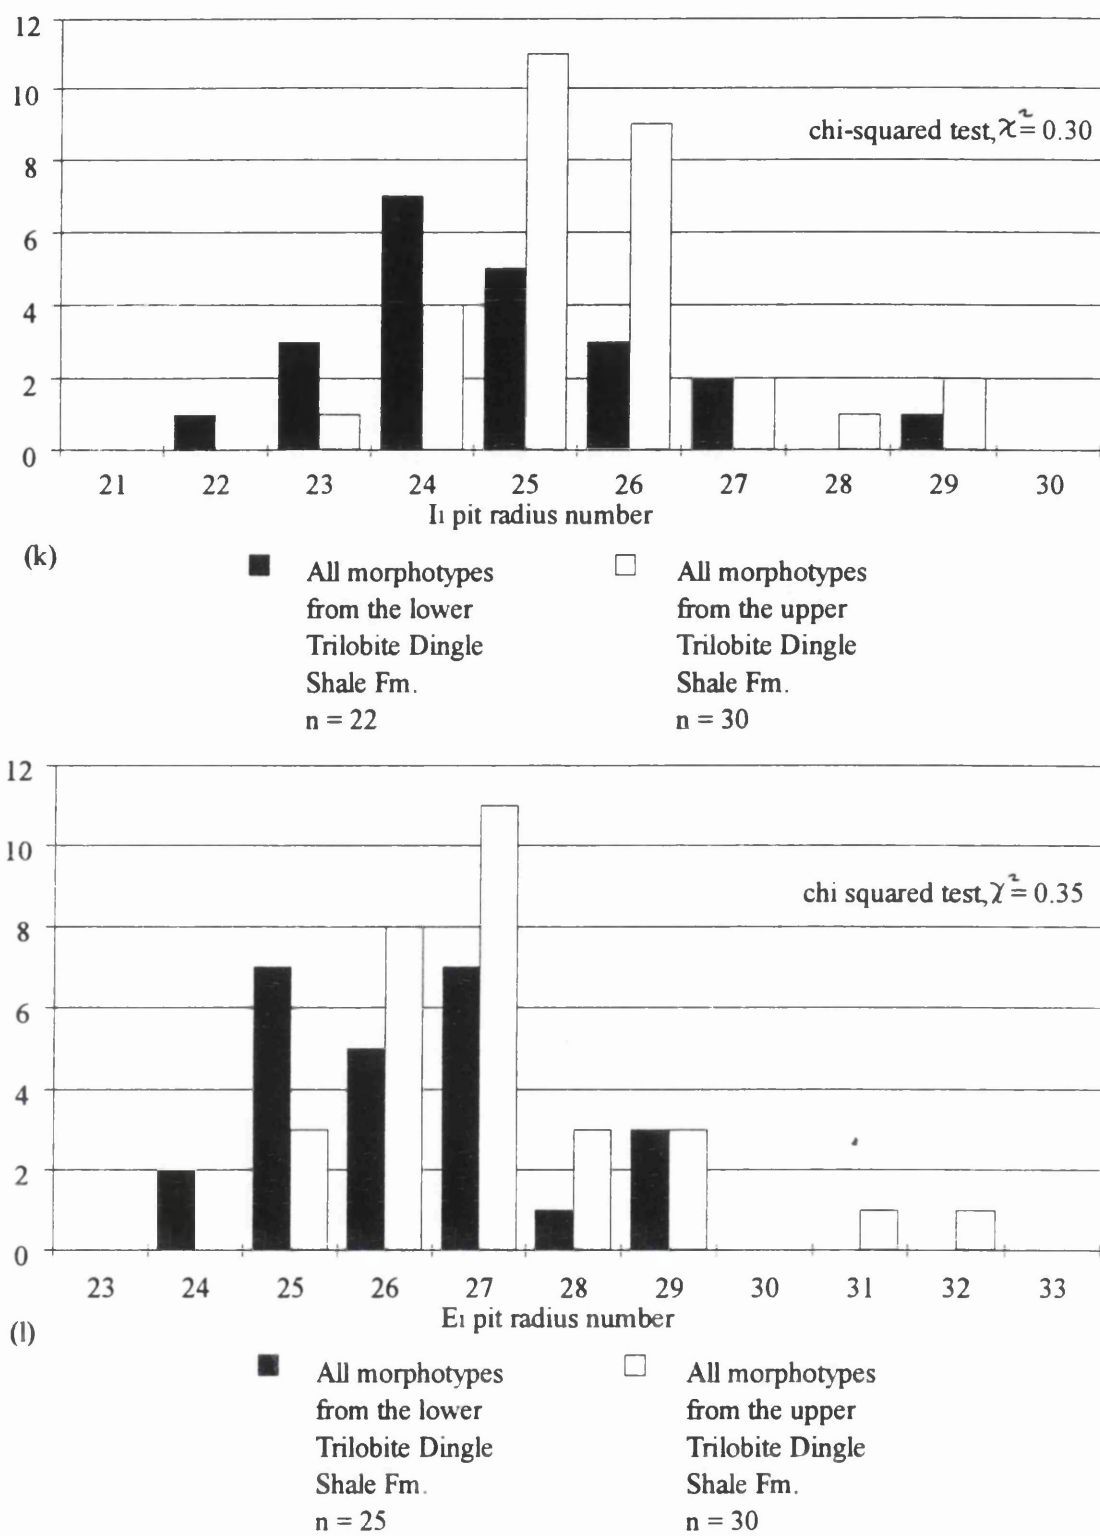 12
10
8
6
4
2
0
chi-squared test, χ² = 0.30
21 22 23 24 25 26 27 28 29 30
I1 pit radius number
(k)
All morphotypes
from the lower
Trilobite Dingle
Shale Fm.
n = 22
All morphotypes
from the upper
Trilobite Dingle
Shale Fm.
n = 30
12
10
8
6
4
2
0
chi squared test, χ² = 0.35
23 24 25 26 27 28 29 30 31 32 33
E1 pit radius number
(l)
All morphotypes
from the lower
Trilobite Dingle
Shale Fm.
n = 25
All morphotypes
from the upper
Trilobite Dingle
Shale Fm.
n = 30